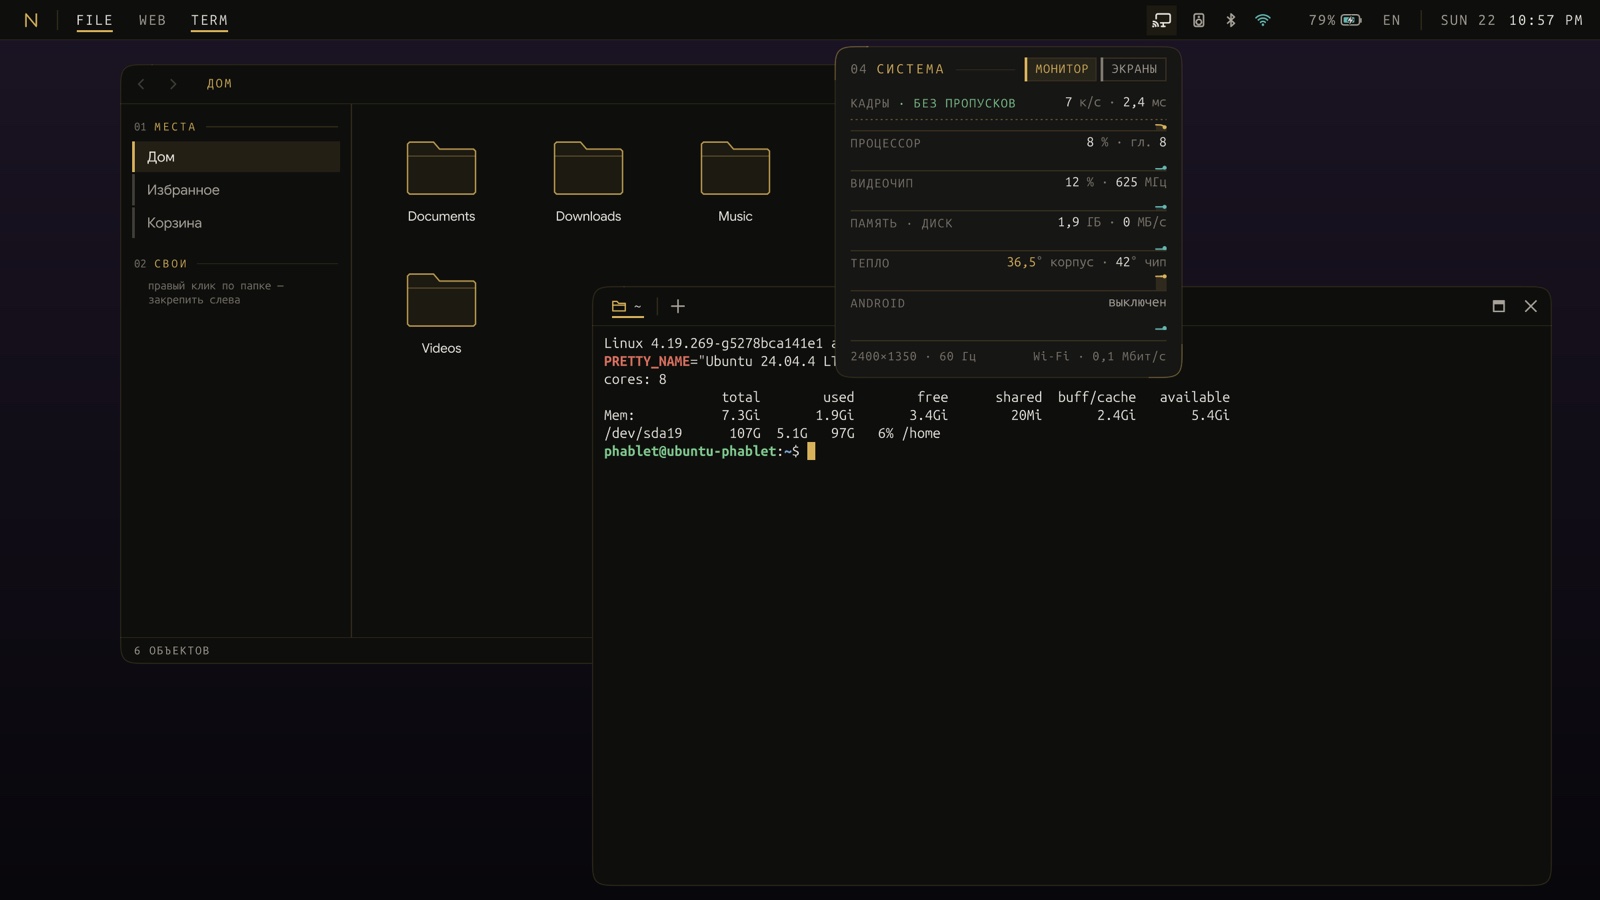 N FILE WEB TERM 79% EN SUN 22 10:57 PM
ДОМ
01 МЕСТА
Дом
Избранное
Корзина
02 СВОИ
правый клик по папке —
закрепить слева
Documents Downloads Music
Videos
6 ОБЪЕКТОВ
04 СИСТЕМА МОНИТОР ЭКРАНЫ
КАДРЫ · БЕЗ ПРОПУСКОВ 7 к/с · 2,4 мс
ПРОЦЕССОР 8 % · гл. 8
ВИДЕОЧИП 12 % · 625 МГц
ПАМЯТЬ · ДИСК 1,9 ГБ · 0 МБ/с
ТЕПЛО 36,5° корпус · 42° чип
ANDROID выключен
2400×1350 · 60 Гц Wi-Fi · 0,1 Мбит/с
~ +
Linux 4.19.269-g5278bca141e1 a
PRETTY_NAME="Ubuntu 24.04.4 LT
cores: 8
total used free shared buff/cache available
Mem: 7.3Gi 1.9Gi 3.4Gi 20Mi 2.4Gi 5.4Gi
/dev/sda19 107G 5.1G 97G 6% /home
phablet@ubuntu-phablet:~$